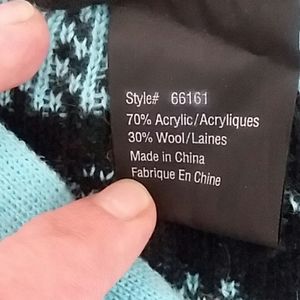 Style# 66161
70% Acrylic/Acryliques
30% Wool/Laines
Made in China
Fabrique En Chine